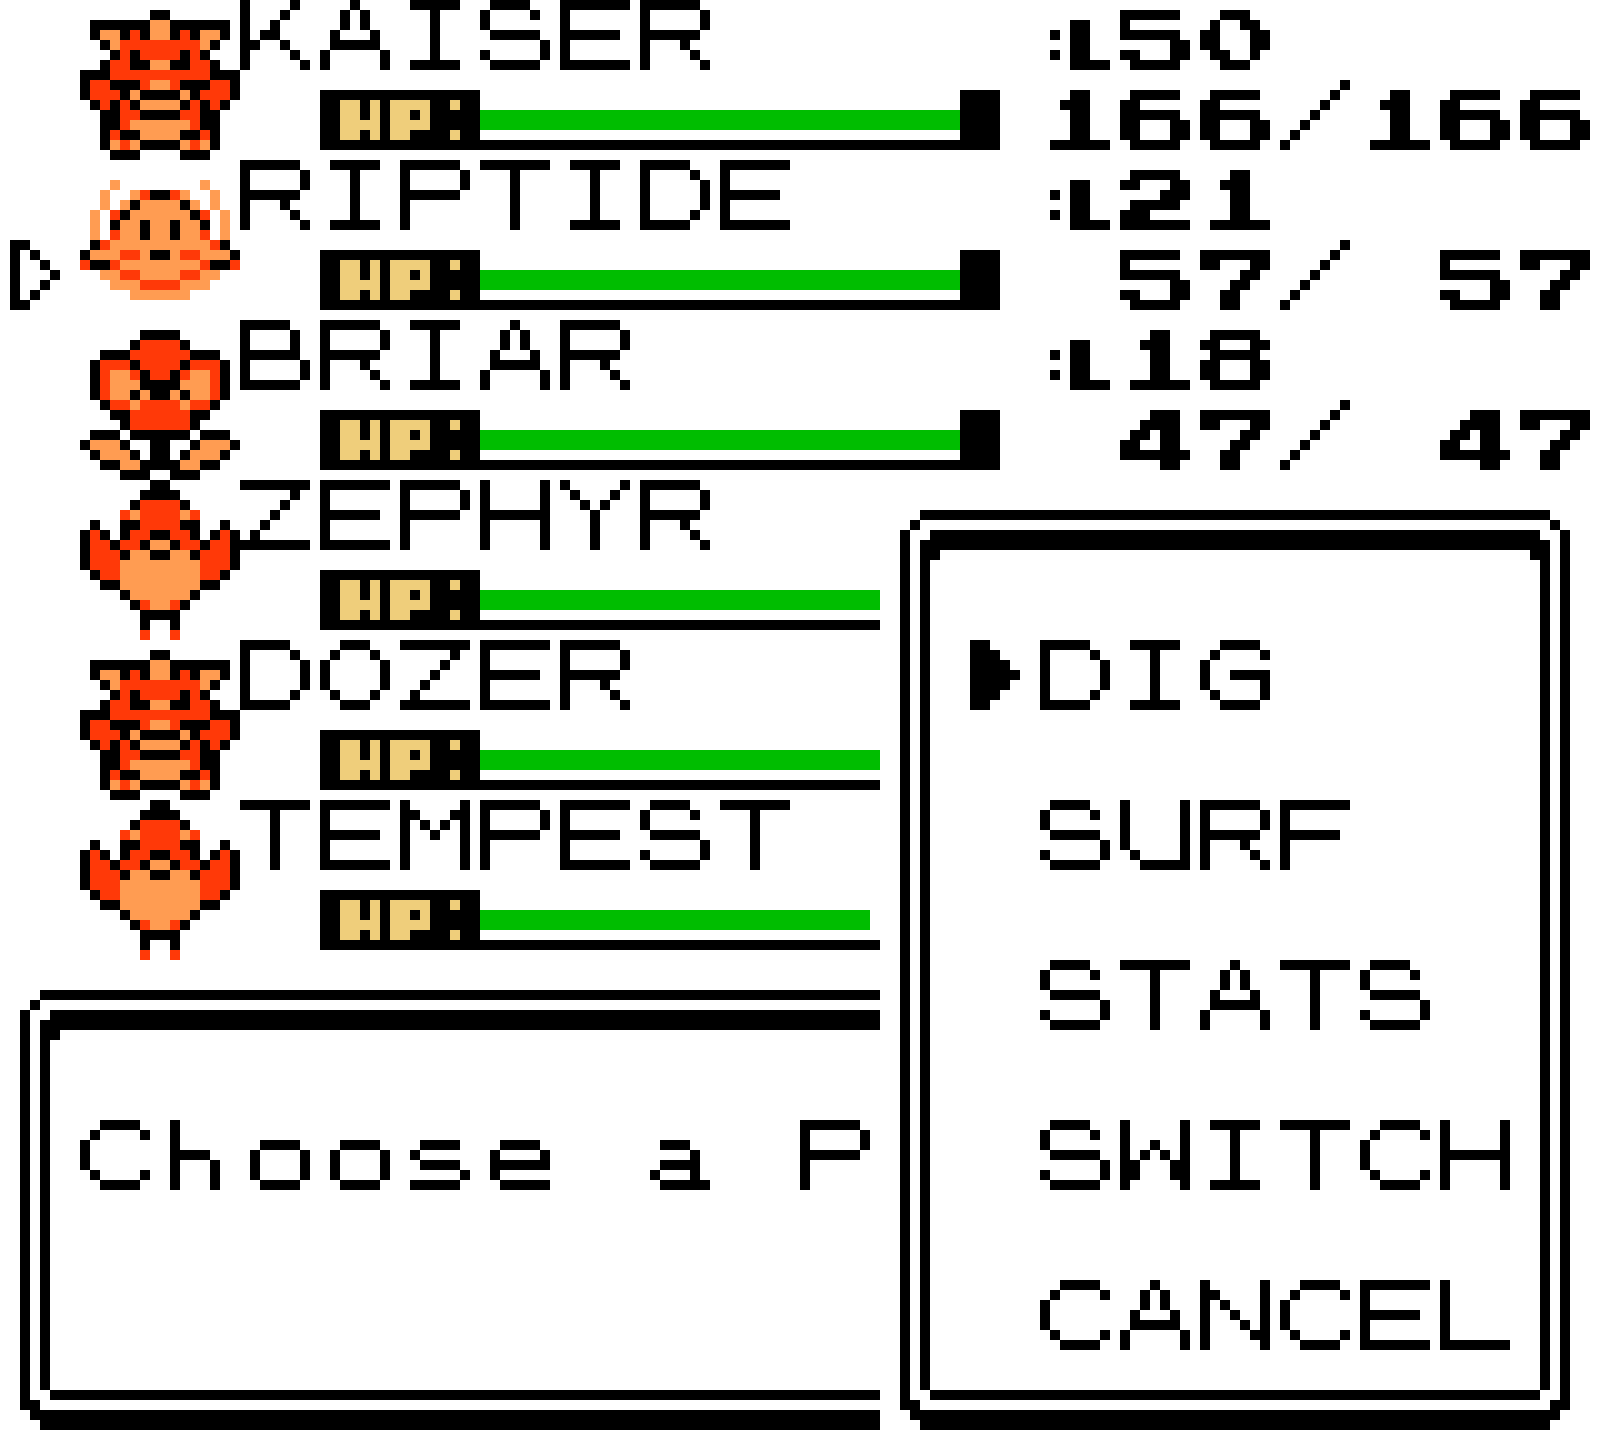 KAISER :L50
HP: 166/166
RIPTIDE :L21
HP: 57/ 57
BRIAR :L18
HP: 47/ 47
ZEPHYR
HP:
DOZER
HP:
TEMPEST
HP:
Choose a P
DIG
SURF
STATS
SWITCH
CANCEL